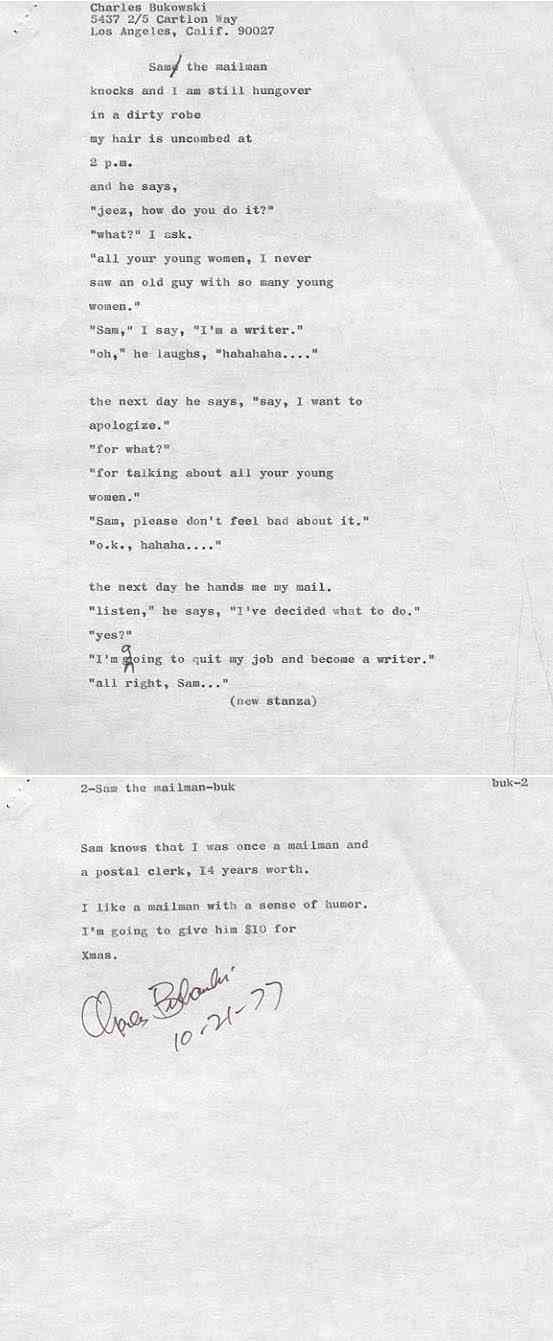 Charles Bukowski
5437 2/5 Cartlon Way
Los Angeles, Calif. 90027
Sam the mailman
knocks and I am still hungover
in a dirty robe
my hair is uncombed at
2 p.m.
and he says,
"jeez, how do you do it?"
"what?" I ask.
"all your young women, I never
saw an old guy with so many young
women."
"Sam," I say, "I'm a writer."
"oh," he laughs, "hahahaha...."
the next day he says, "say, I want to
apologize."
"for what?"
"for talking about all your young
women."
"Sam, please don't feel bad about it."
"o.k., hahaha...."
the next day he hands me my mail.
"listen," he says, "I've decided what to do."
"yes?"
"I'm going to quit my job and become a writer."
"all right, Sam..."
(new stanza)
2-Sam the mailman-buk buk-2
Sam knows that I was once a mailman and
a postal clerk, I4 years worth.
I like a mailman with a sense of humor.
I'm going to give him $I0 for
Xmas.
Charles Bukowski
10-21-77